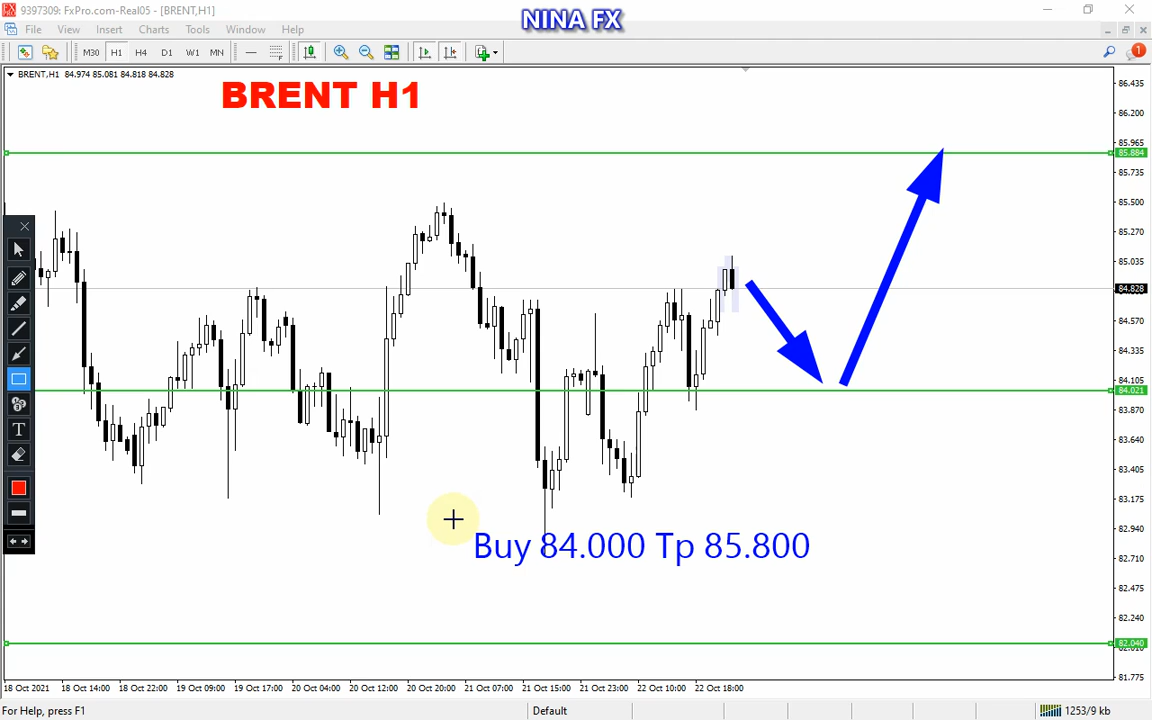 9397309: FxPro.com-Real05 - [BRENT,H1]
NINA FX
File View Insert Charts Tools Window Help
M30 H1 H4 D1 W1 MN
1
BRENT,H1 84.974 85.081 84.818 84.828
BRENT H1
86.435
86.200
85.965
85.884
85.735
85.500
85.270
85.035
84.828
84.570
84.335
84.105
84.021
83.870
83.640
83.405
83.175
82.940
82.710
82.475
82.240
82.040
81.775
T
Buy 84.000 Tp 85.800
18 Oct 2021 18 Oct 14:00 18 Oct 22:00 19 Oct 09:00 19 Oct 17:00 20 Oct 04:00 20 Oct 12:00 20 Oct 20:00 21 Oct 07:00 21 Oct 15:00 21 Oct 23:00 22 Oct 10:00 22 Oct 18:00
For Help, press F1
Default
1253/9 kb